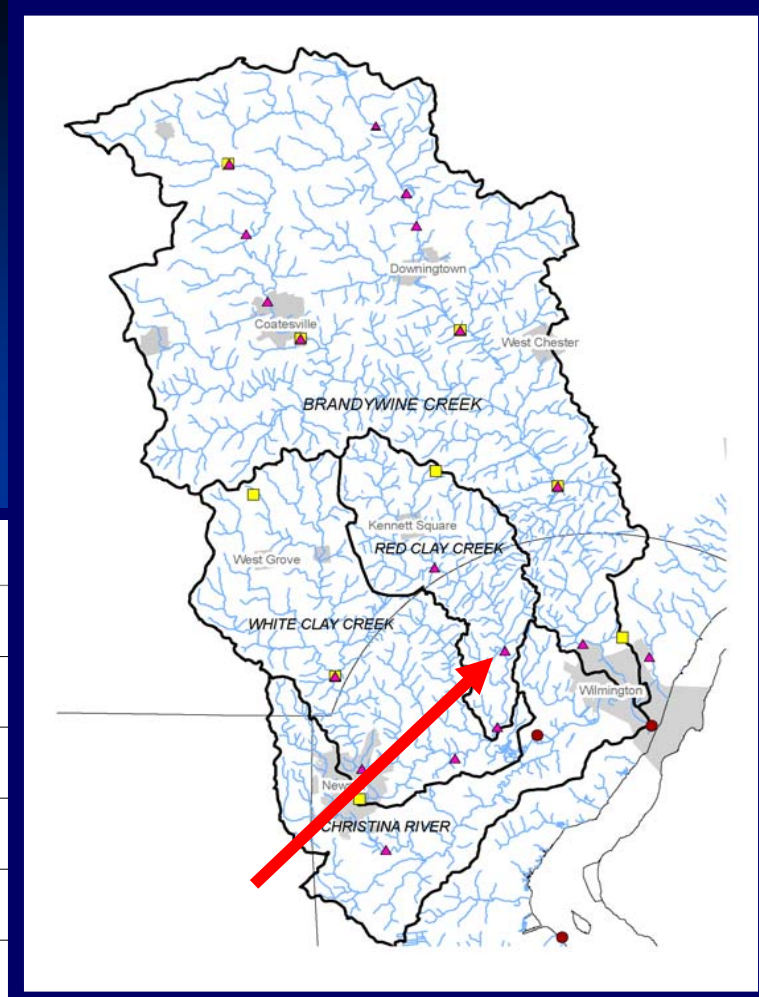 Downingtown
Coatesville
West Chester
BRANDYWINE CREEK
Kennett Square
RED CLAY CREEK
West Grove
WHITE CLAY CREEK
Wilmington
CHRISTINA RIVER